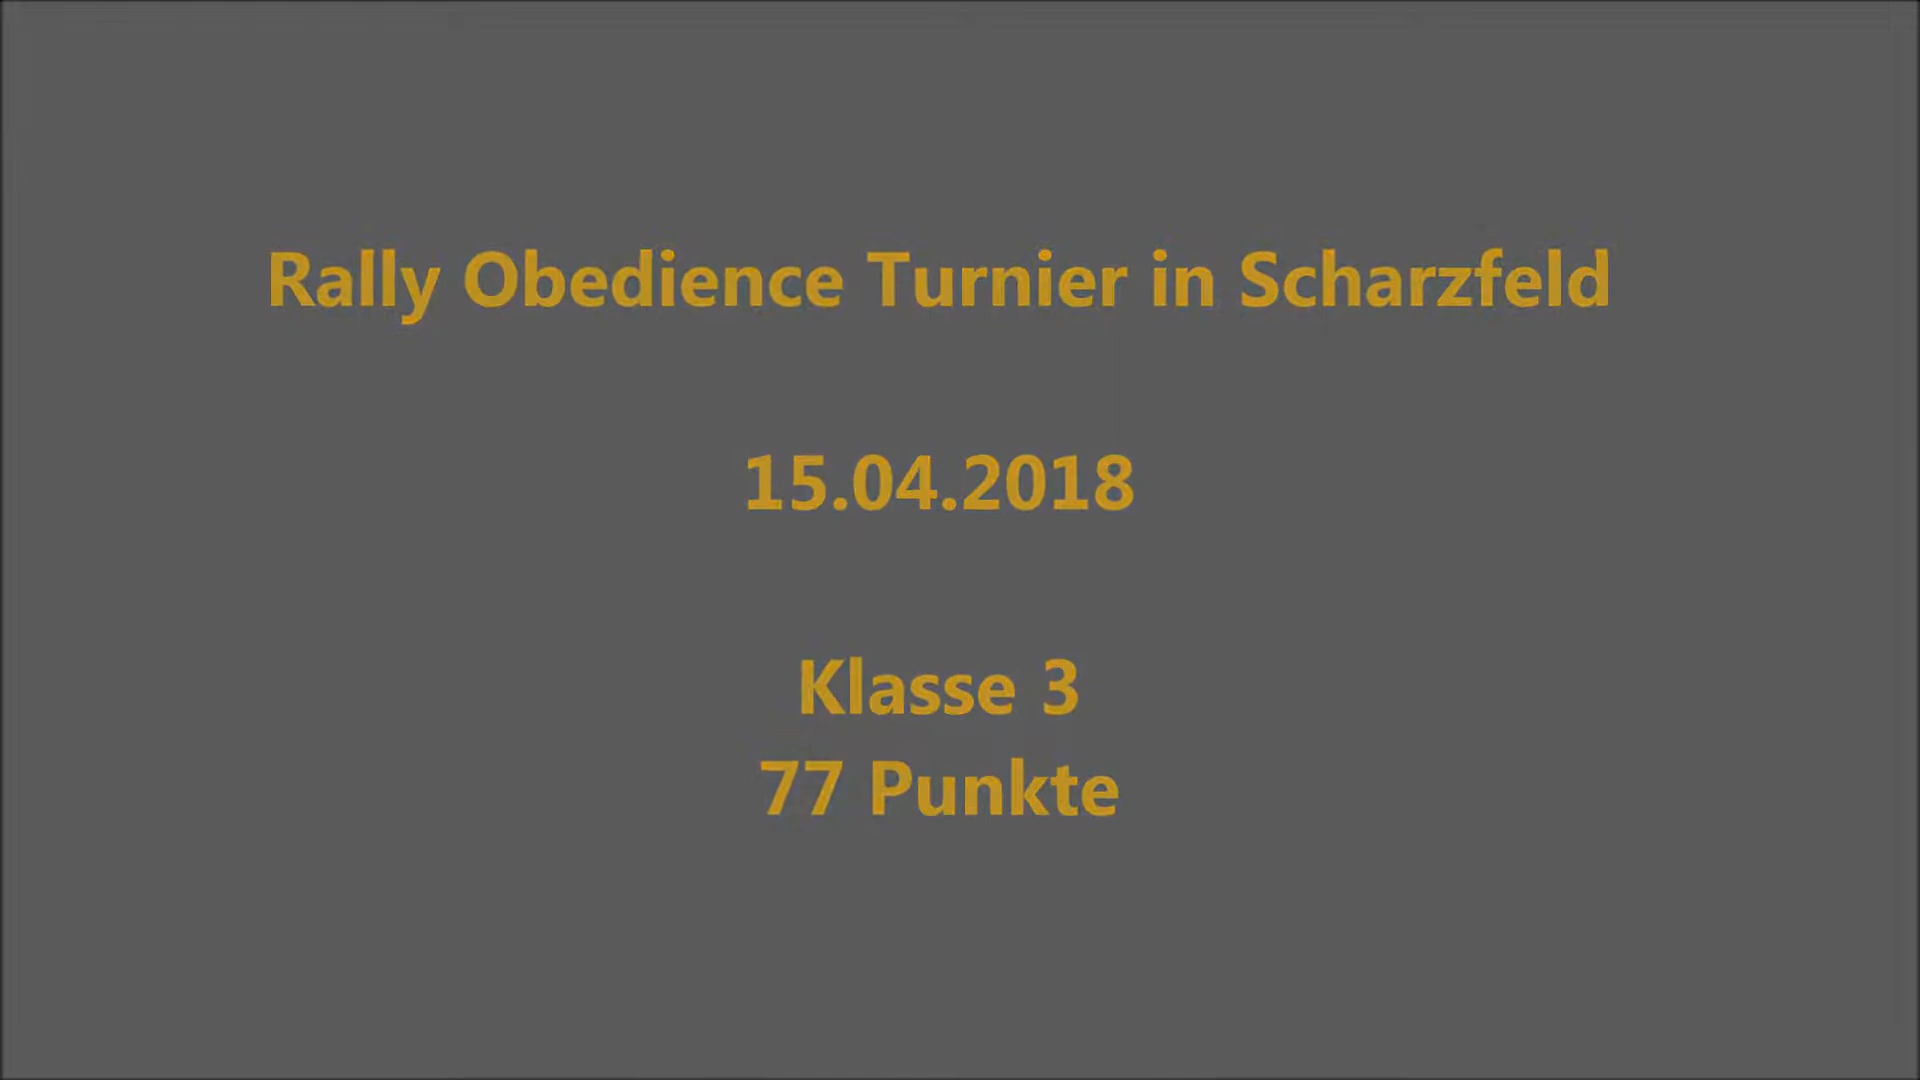 Rally Obedience Turnier in Scharzfeld
15.04.2018
Klasse 3
77 Punkte